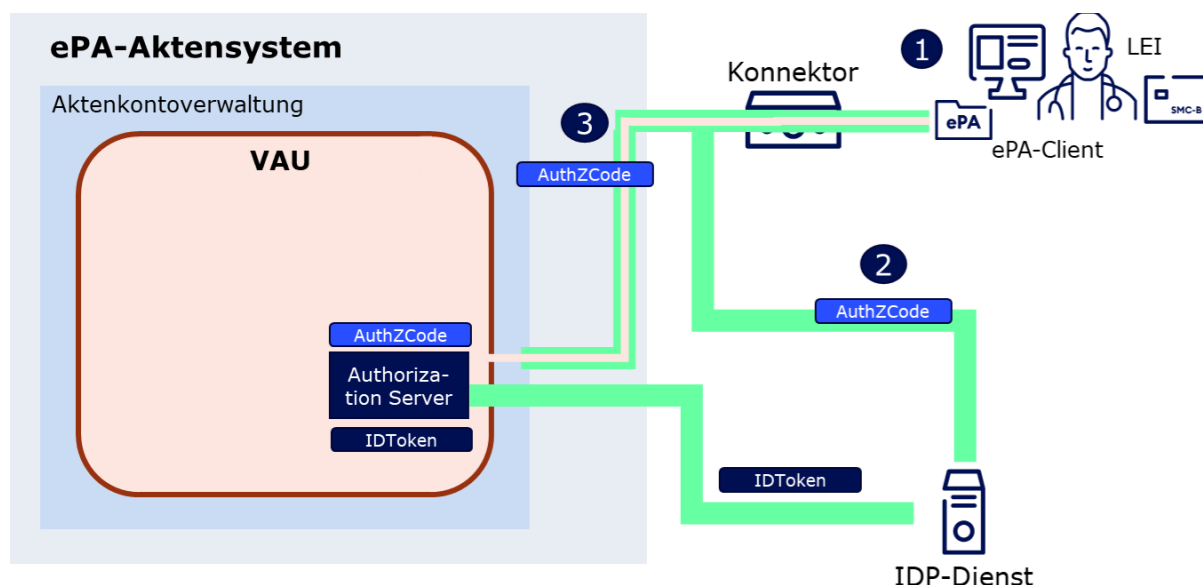 ePA-Aktensystem
Aktenkontoverwaltung
VAU
AuthZCode
Authoriza-
tion Server
IDToken
3
AuthZCode
Konnektor
1
LEI
SMC-B
ePA
ePA-Client
2
AuthZCode
IDToken
IDP-Dienst